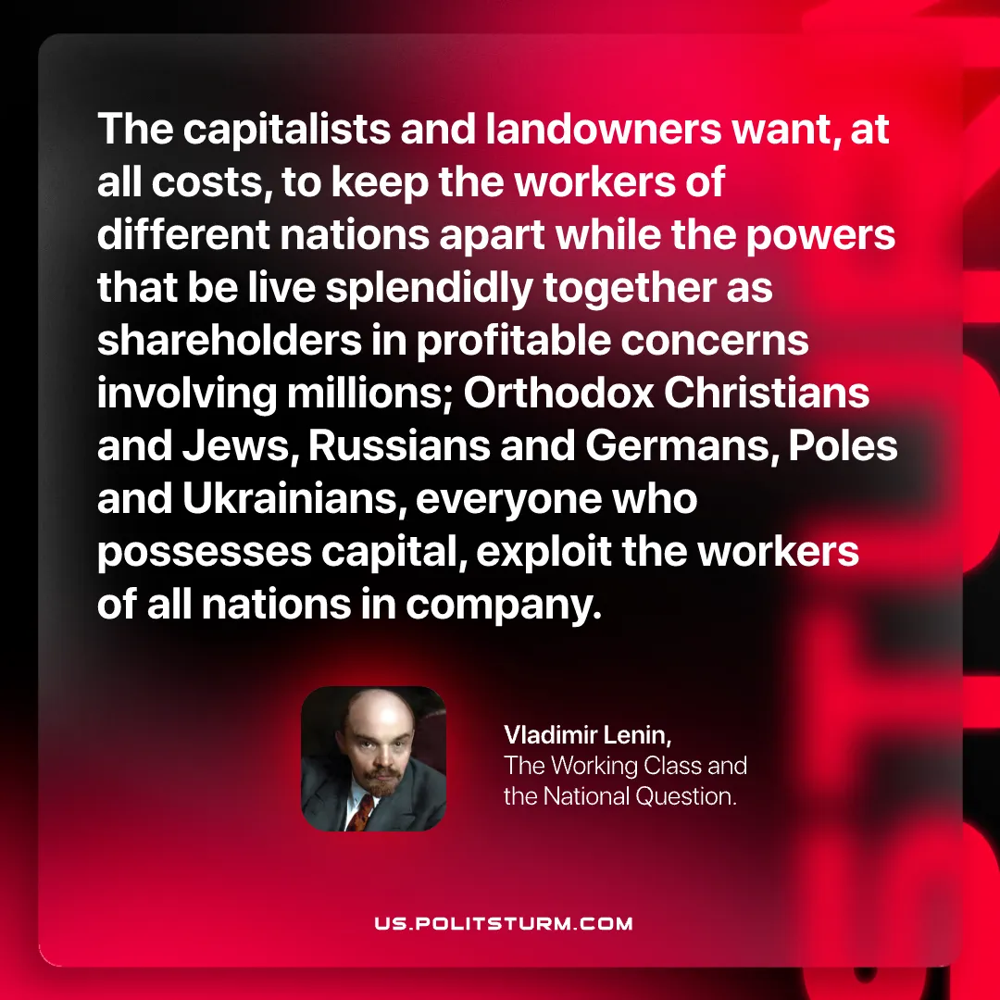 The capitalists and landowners want, at
all costs, to keep the workers of
different nations apart while the powers
that be live splendidly together as
shareholders in profitable concerns
involving millions; Orthodox Christians
and Jews, Russians and Germans, Poles
and Ukrainians, everyone who
possesses capital, exploit the workers
of all nations in company.
Vladimir Lenin,
The Working Class and
the National Question.
US.POLITSTURM.COM